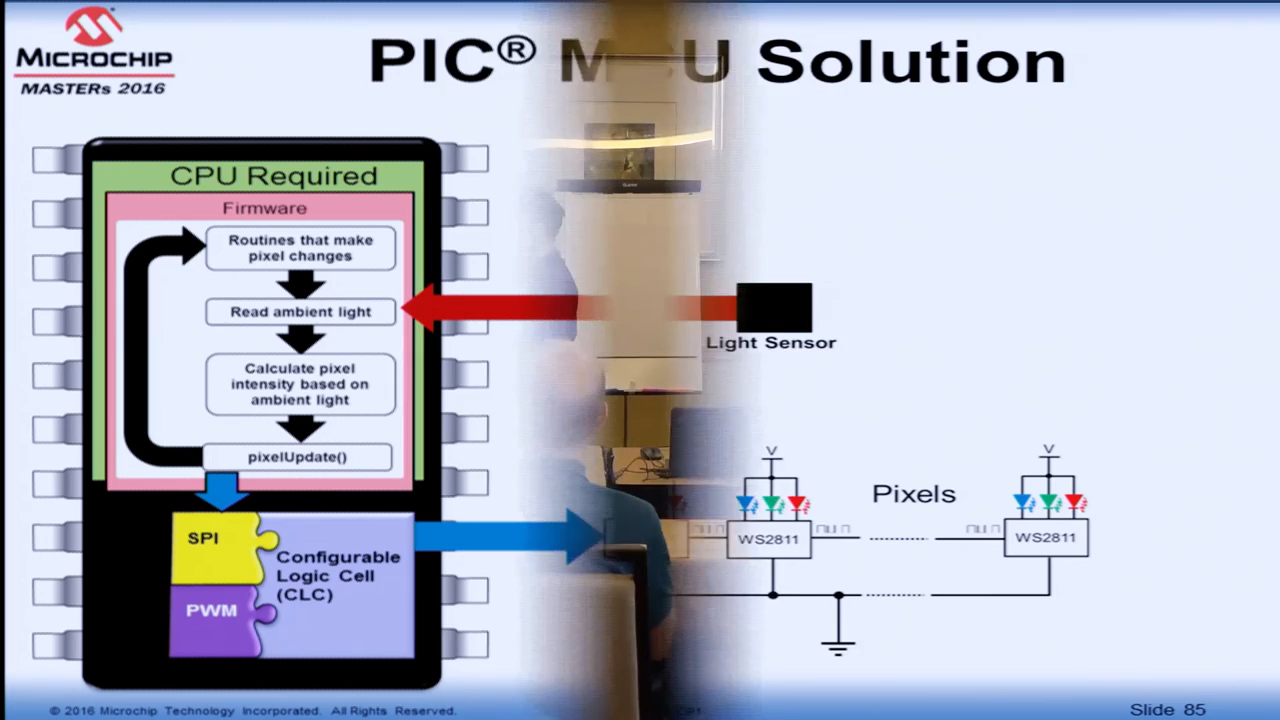 MICROCHIP
MASTERs 2016
PIC® M U Solution
CPU Required
Firmware
Routines that make
pixel changes
Read ambient light
Calculate pixel
intensity based on
ambient light
pixelUpdate()
SPI
PWM
Configurable
Logic Cell
(CLC)
Light Sensor
V
V
Pixels
WS2811
WS2811
© 2016 Microchip Technology Incorporated. All Rights Reserved.
Slide 85